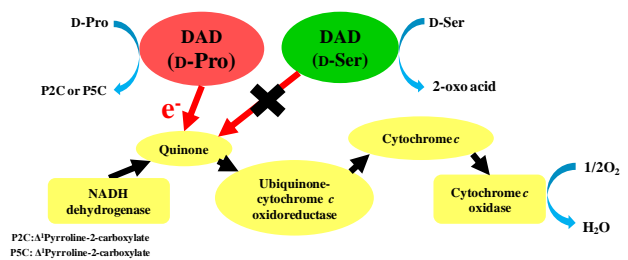 D-Pro
DAD
(D-Pro)
P2C or P5C
DAD
(D-Ser)
D-Ser
2-oxo acid
e-
Quinone
Cytochrome c
NADH
dehydrogenase
Ubiquinone-
cytochrome c
oxidoreductase
Cytochrome c
oxidase
1/2O₂
H₂O
P2C:Δ¹Pyrroline-2-carboxylate
P5C: Δ¹Pyrroline-2-carboxylate